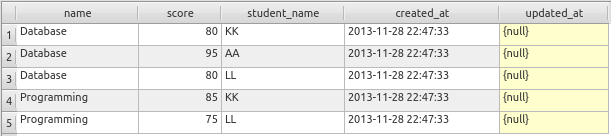 name score student_name created_at updated_at
1 Database 80 KK 2013-11-28 22:47:33 {null}
2 Database 95 AA 2013-11-28 22:47:33 {null}
3 Database 80 LL 2013-11-28 22:47:33 {null}
4 Programming 85 KK 2013-11-28 22:47:33 {null}
5 Programming 75 LL 2013-11-28 22:47:33 {null}